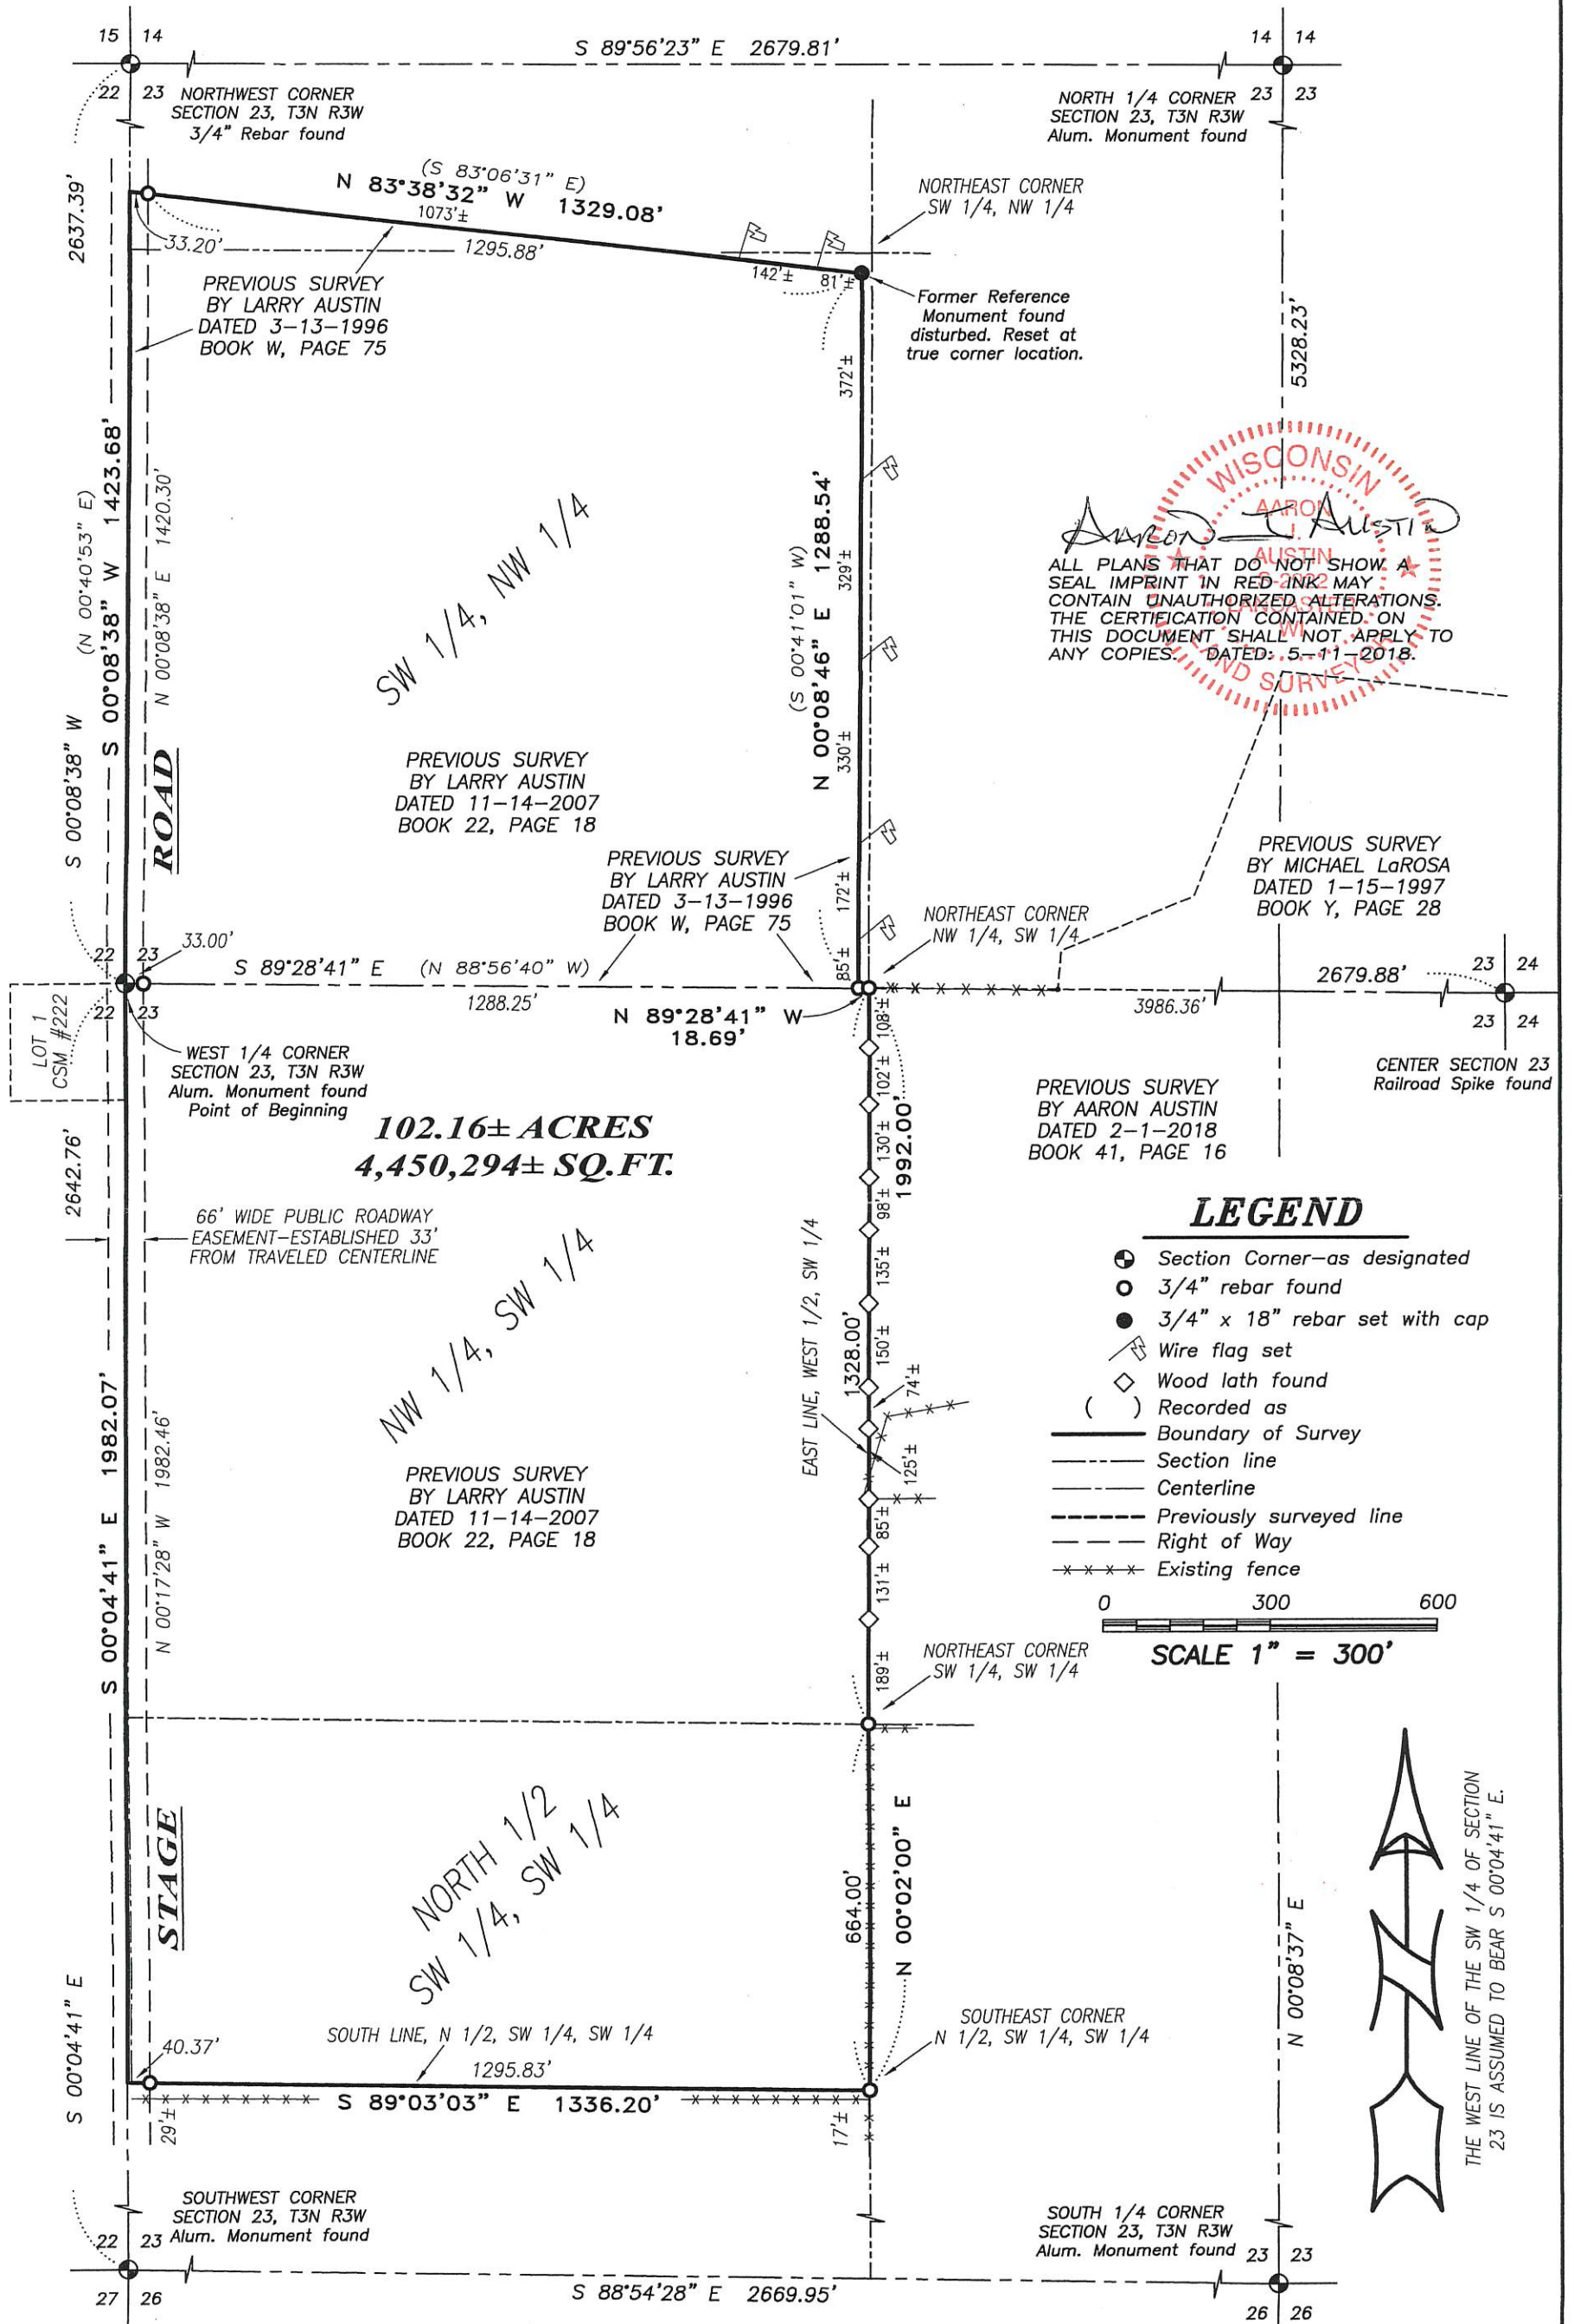 15 14
S 89°56'23" E 2679.81'
14 14
22 23
NORTHWEST CORNER
SECTION 23, T3N R3W
3/4" Rebar found
NORTH 1/4 CORNER
SECTION 23, T3N R3W
Alum. Monument found
23 23
2637.39'
(S 83°06'31" E)
N 83°38'32" W 1329.08'
1073'±
33.20'
1295.88'
142'±
81'±
NORTHEAST CORNER
SW 1/4, NW 1/4
PREVIOUS SURVEY
BY LARRY AUSTIN
DATED 3-13-1996
BOOK W, PAGE 75
Former Reference
Monument found
disturbed. Reset at
true corner location.
5328.23'
372'±
S 00°08'38" W
(N 00°40'53" E)
S 00°08'38" W 1423.68'
N 00°08'38" E 1420.30'
ROAD
SW 1/4, NW 1/4
(S 00°41'01" W)
N 00°08'46" E 1288.54'
329'±
330'±
172'±
85'±
WISCONSIN
AARON
J.
AUSTIN
S-2922
LANCASTER
WI
LAND SURVEYOR
Aaron J Austin
ALL PLANS THAT DO NOT SHOW A
SEAL IMPRINT IN RED INK MAY
CONTAIN UNAUTHORIZED ALTERATIONS.
THE CERTIFICATION CONTAINED ON
THIS DOCUMENT SHALL NOT APPLY TO
ANY COPIES. DATED: 5-11-2018.
PREVIOUS SURVEY
BY LARRY AUSTIN
DATED 11-14-2007
BOOK 22, PAGE 18
PREVIOUS SURVEY
BY LARRY AUSTIN
DATED 3-13-1996
BOOK W, PAGE 75
PREVIOUS SURVEY
BY MICHAEL LaROSA
DATED 1-15-1997
BOOK Y, PAGE 28
NORTHEAST CORNER
NW 1/4, SW 1/4
22 23
33.00'
S 89°28'41" E (N 88°56'40" W)
1288.25'
N 89°28'41" W
18.69'
3986.36'
2679.88'
23 24
23 24
CENTER SECTION 23
Railroad Spike found
LOT 1
CSM #222
22 23
WEST 1/4 CORNER
SECTION 23, T3N R3W
Alum. Monument found
Point of Beginning
102.16± ACRES
4,450,294± SQ.FT.
PREVIOUS SURVEY
BY AARON AUSTIN
DATED 2-1-2018
BOOK 41, PAGE 16
108'±
102'±
130'±
98'±
135'±
150'±
74'±
125'±
85'±
131'±
189'±
1992.00'
1328.00'
EAST LINE, WEST 1/2, SW 1/4
2642.76'
66' WIDE PUBLIC ROADWAY
EASEMENT-ESTABLISHED 33'
FROM TRAVELED CENTERLINE
NW 1/4, SW 1/4
S 00°04'41" E 1982.07'
N 00°17'28" W 1982.46'
PREVIOUS SURVEY
BY LARRY AUSTIN
DATED 11-14-2007
BOOK 22, PAGE 18
LEGEND
Section Corner-as designated
3/4" rebar found
3/4" x 18" rebar set with cap
Wire flag set
Wood lath found
( ) Recorded as
Boundary of Survey
Section line
Centerline
Previously surveyed line
Right of Way
Existing fence
0 300 600
SCALE 1" = 300'
NORTHEAST CORNER
SW 1/4, SW 1/4
STAGE
NORTH 1/2
SW 1/4, SW 1/4
664.00'
N 00°02'00" E
S 00°04'41" E
N 00°08'37" E
THE WEST LINE OF THE SW 1/4 OF SECTION
23 IS ASSUMED TO BEAR S 00°04'41" E.
40.37'
SOUTH LINE, N 1/2, SW 1/4, SW 1/4
1295.83'
S 89°03'03" E 1336.20'
29'±
17'±
SOUTHEAST CORNER
N 1/2, SW 1/4, SW 1/4
SOUTHWEST CORNER
SECTION 23, T3N R3W
Alum. Monument found
22 23
27 26
S 88°54'28" E 2669.95'
SOUTH 1/4 CORNER
SECTION 23, T3N R3W
Alum. Monument found
23 23
26 26